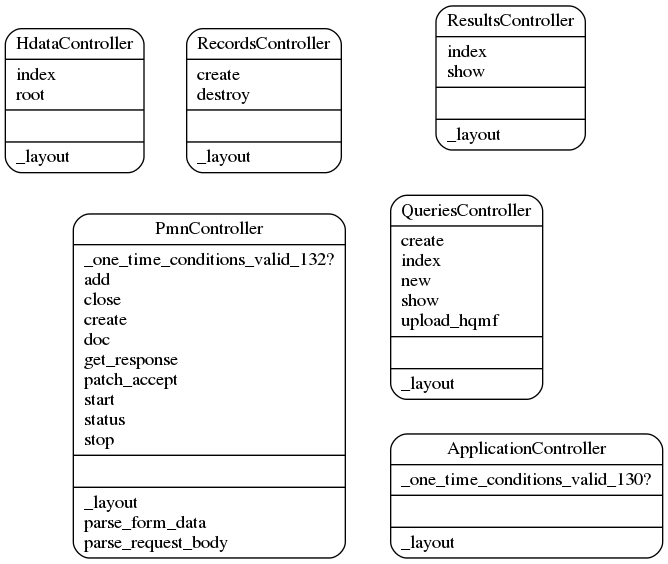 HdataController
index
root
_layout
RecordsController
create
destroy
_layout
ResultsController
index
show
_layout
PmnController
_one_time_conditions_valid_132?
add
close
create
doc
get_response
patch_accept
start
status
stop
_layout
parse_form_data
parse_request_body
QueriesController
create
index
new
show
upload_hqmf
_layout
ApplicationController
_one_time_conditions_valid_130?
_layout